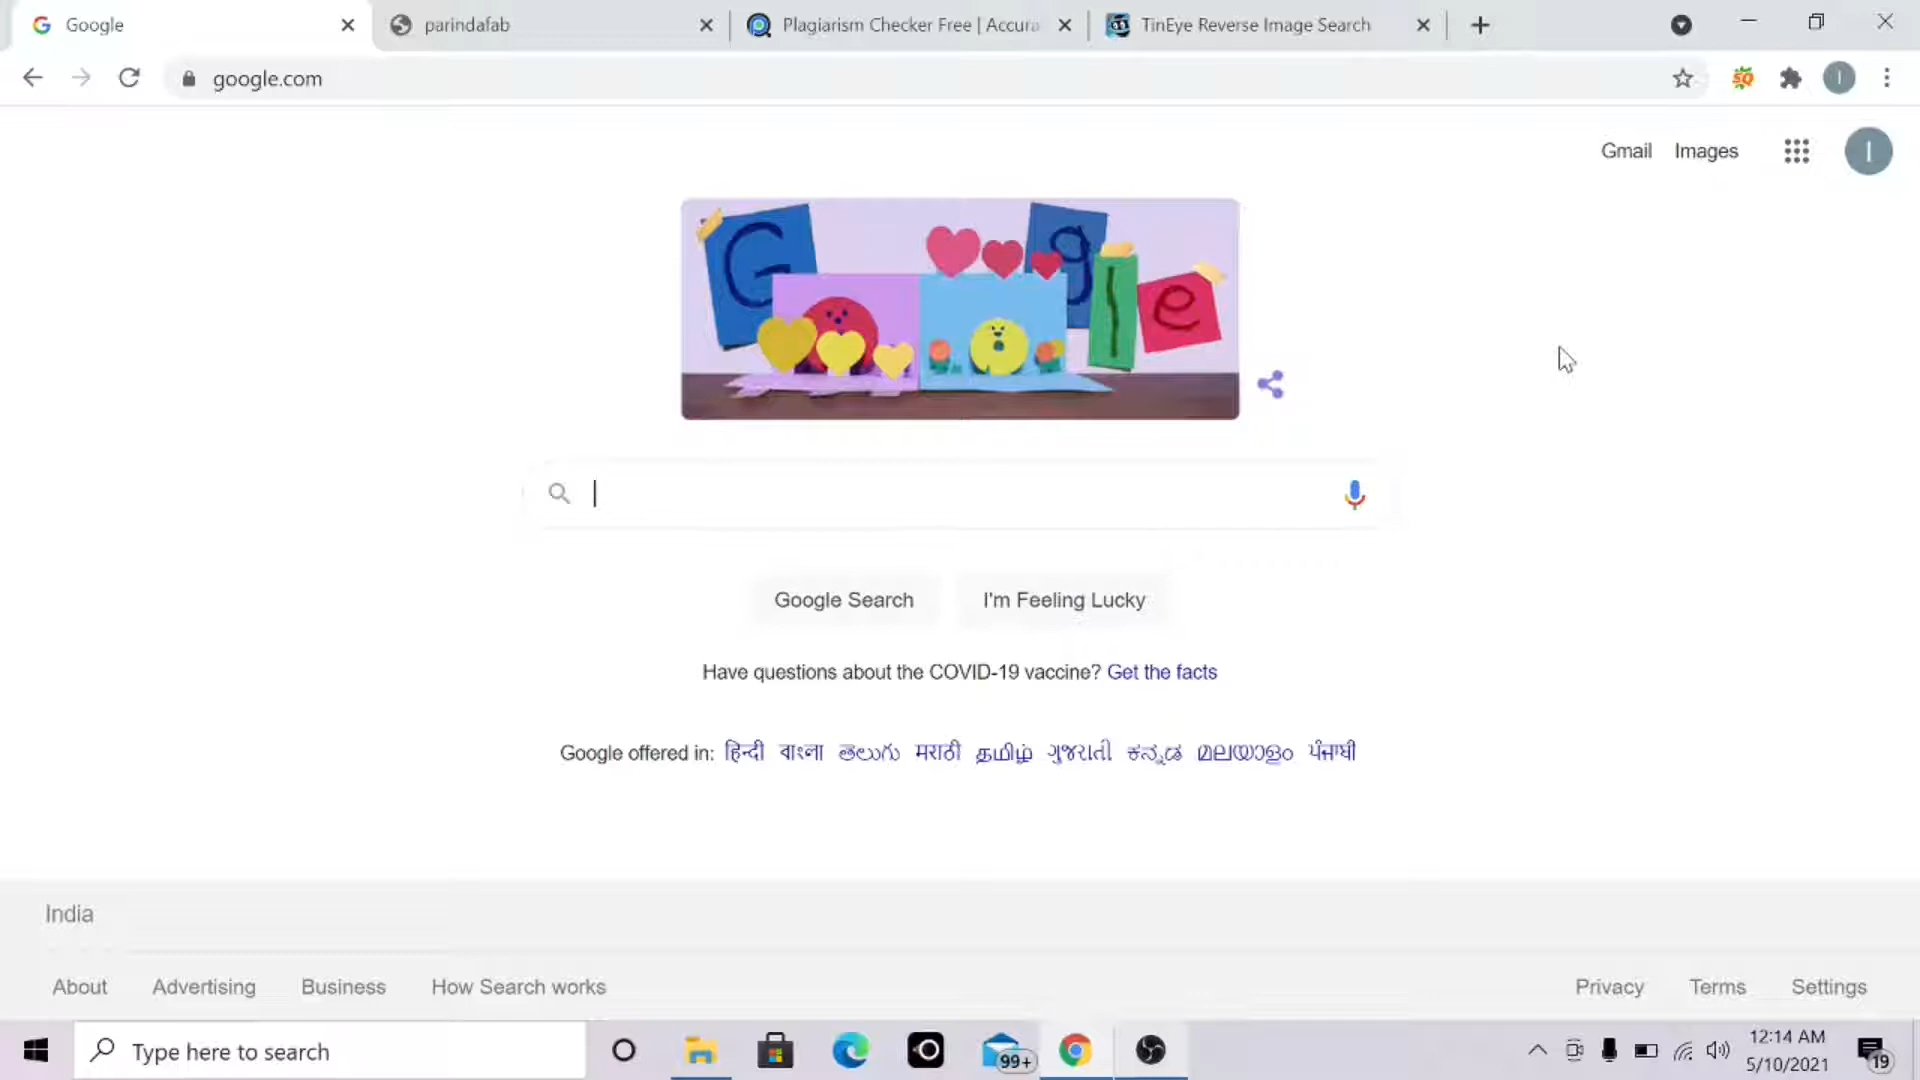 Google
parindafab
Plagiarism Checker Free | Accura
TinEye Reverse Image Search
google.com
SQ
I
Gmail
Images
I
G gle
Google Search
I'm Feeling Lucky
Have questions about the COVID-19 vaccine? Get the facts
Google offered in: हिन्दी বাংলা తెలుగు मराठी தமிழ் ગુજરાતી ಕನ್ನಡ മലയാളം ਪੰਜਾਬੀ
India
About
Advertising
Business
How Search works
Privacy
Terms
Settings
Type here to search
99+
12:14 AM
5/10/2021
19